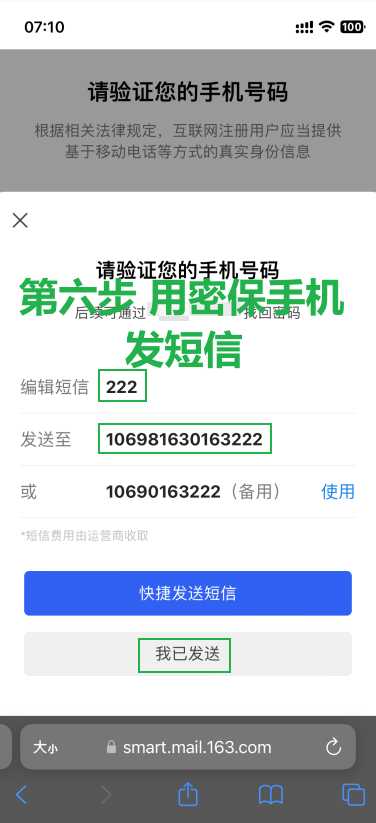 07:10
100
请验证您的手机号码
根据相关法律规定，互联网注册用户应当提供
基于移动电话等方式的真实身份信息
请验证您的手机号码
第六步 用密保手机
后续可通过 找回密码
发短信
编辑短信 222
发送至 106981630163222
或 10690163222（备用） 使用
*短信费用由运营商收取
快捷发送短信
我已发送
大小 smart.mail.163.com